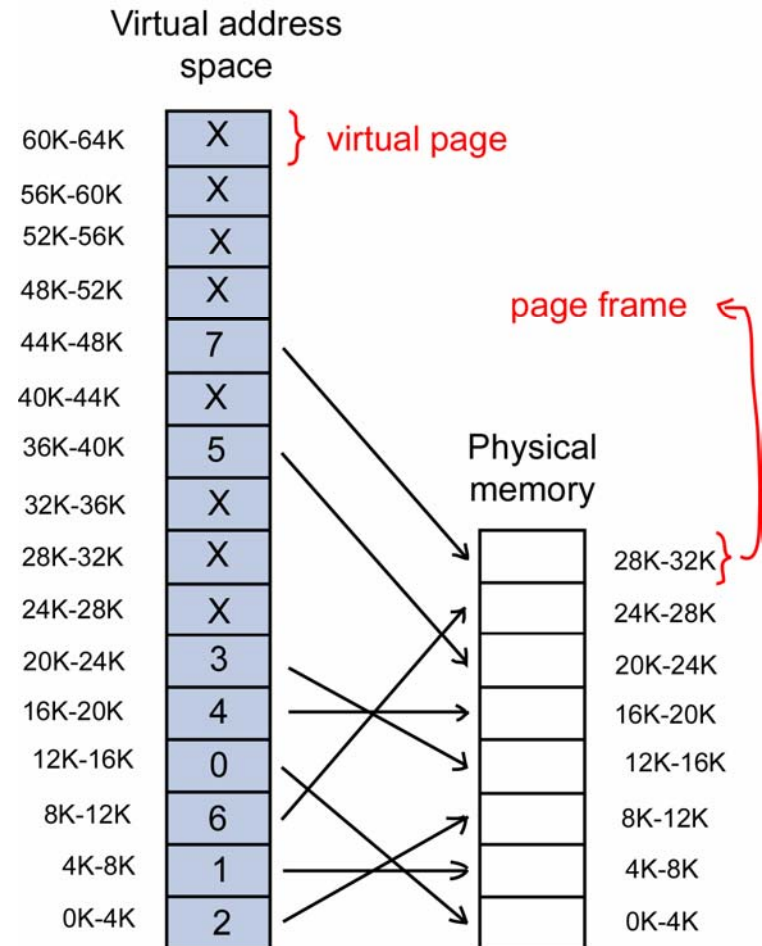 Virtual address
space
60K-64K X virtual page
56K-60K X
52K-56K X
48K-52K X
page frame
44K-48K 7
40K-44K X
36K-40K 5
Physical
memory
32K-36K X
28K-32K X 28K-32K
24K-28K X 24K-28K
20K-24K 3 20K-24K
16K-20K 4 16K-20K
12K-16K 0 12K-16K
8K-12K 6 8K-12K
4K-8K 1 4K-8K
0K-4K 2 0K-4K